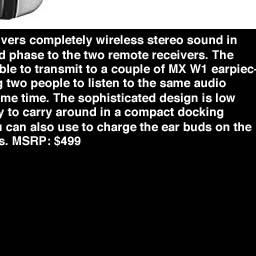 vers completely wireless stereo sound in
d phase to the two remote receivers. The
ble to transmit to a couple of MX W1 earpiec-
g two people to listen to the same audio
me time. The sophisticated design is low
y to carry around in a compact docking
u can also use to charge the ear buds on the
s. MSRP: $499